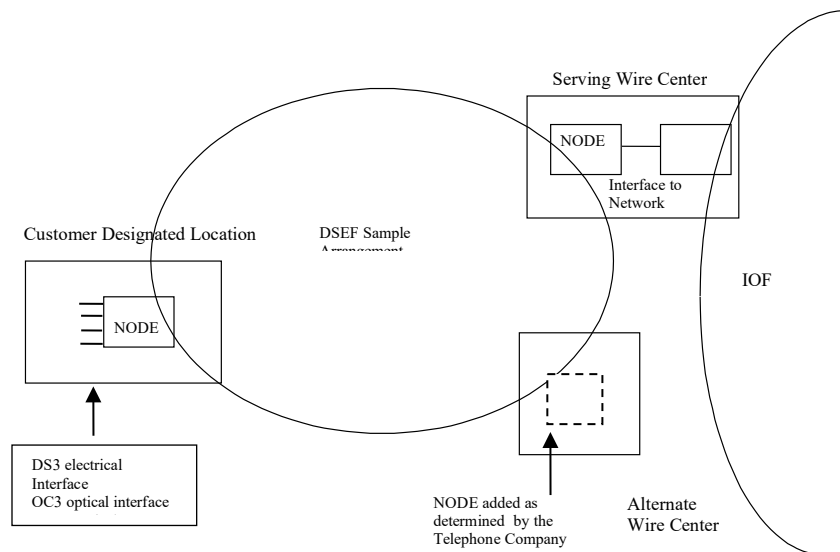 Serving Wire Center
NODE
Interface to
Network
Customer Designated Location
DSEF Sample
Arrangement
IOF
NODE
DS3 electrical
Interface
OC3 optical interface
NODE added as
determined by the
Telephone Company
Alternate
Wire Center